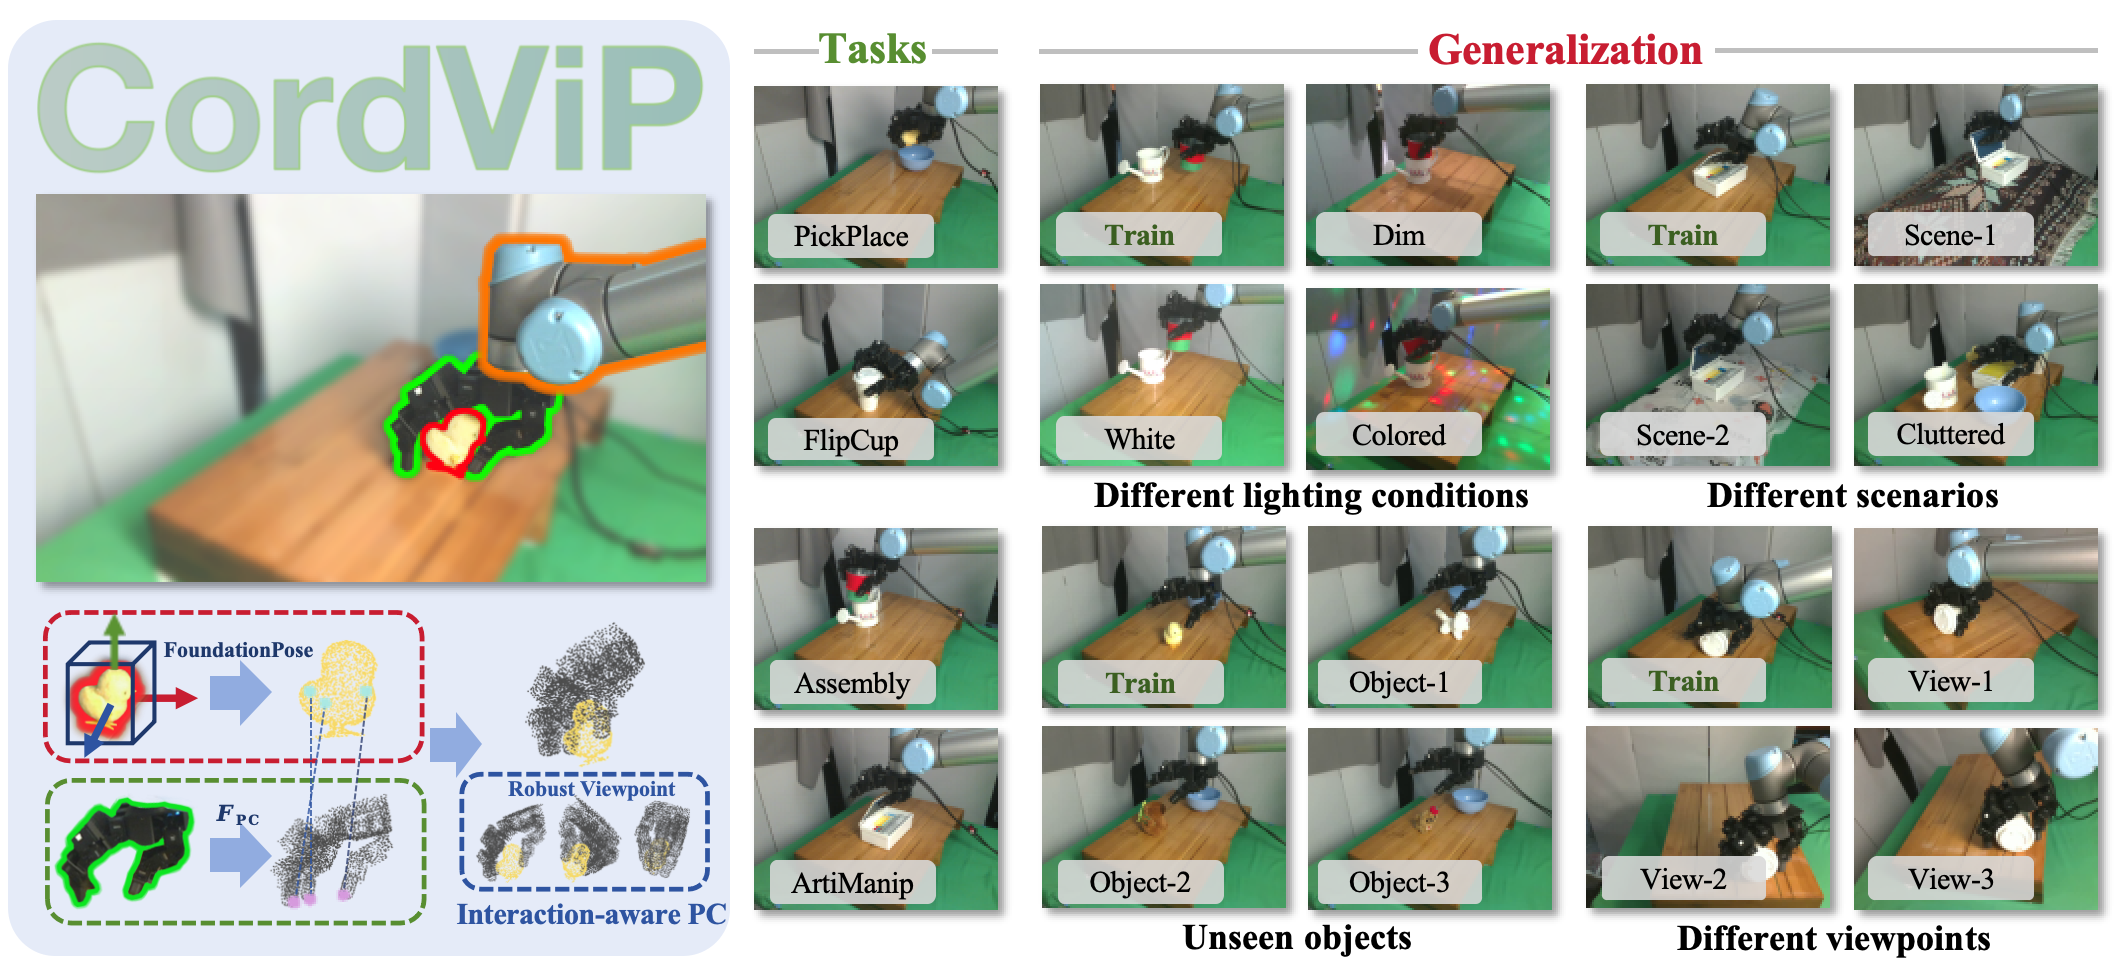 CordViP
FoundationPose
F PC
Robust Viewpoint
Interaction-aware PC
Tasks
PickPlace
FlipCup
Assembly
ArtiManip
Generalization
Train
Dim
White
Colored
Different lighting conditions
Train
Scene-1
Scene-2
Cluttered
Different scenarios
Train
Object-1
Object-2
Object-3
Unseen objects
Train
View-1
View-2
View-3
Different viewpoints